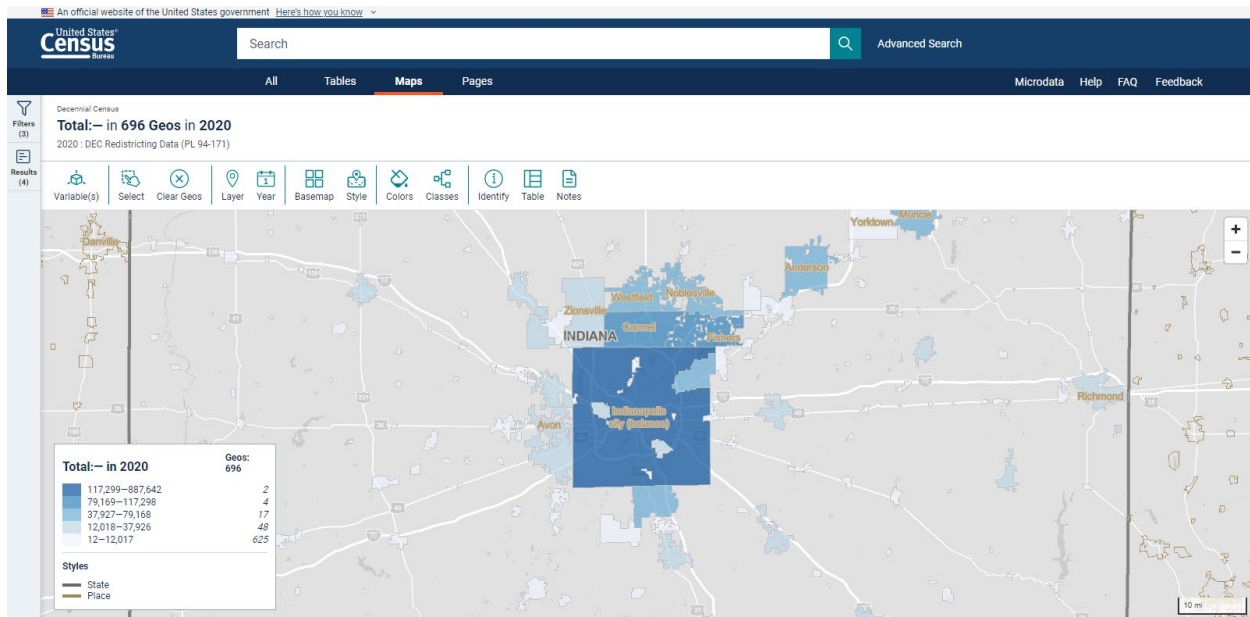 An official website of the United States government Here's how you know
United States®
Census
Bureau
Search
Advanced Search
All Tables Maps Pages
Microdata Help FAQ Feedback
Filters
(3)
Results
(4)
Decennial Census
Total:— in 696 Geos in 2020
2020 : DEC Redistricting Data (PL 94-171)
Variable(s) Select Clear Geos Layer Year Basemap Style Colors Classes Identify Table Notes
Danville
Yorktown
Muncie
Anderson
Westfield
Noblesville
Zionsville
Carmel
INDIANA
Fishers
Richmond
Avon
Indianapolis
city (balance)
+
−
Total:— in 2020
Geos:
696
117,299—887,642 2
79,169—117,298 4
37,927—79,168 17
12,018—37,926 48
12—12,017 625
Styles
State
Place
10 mi